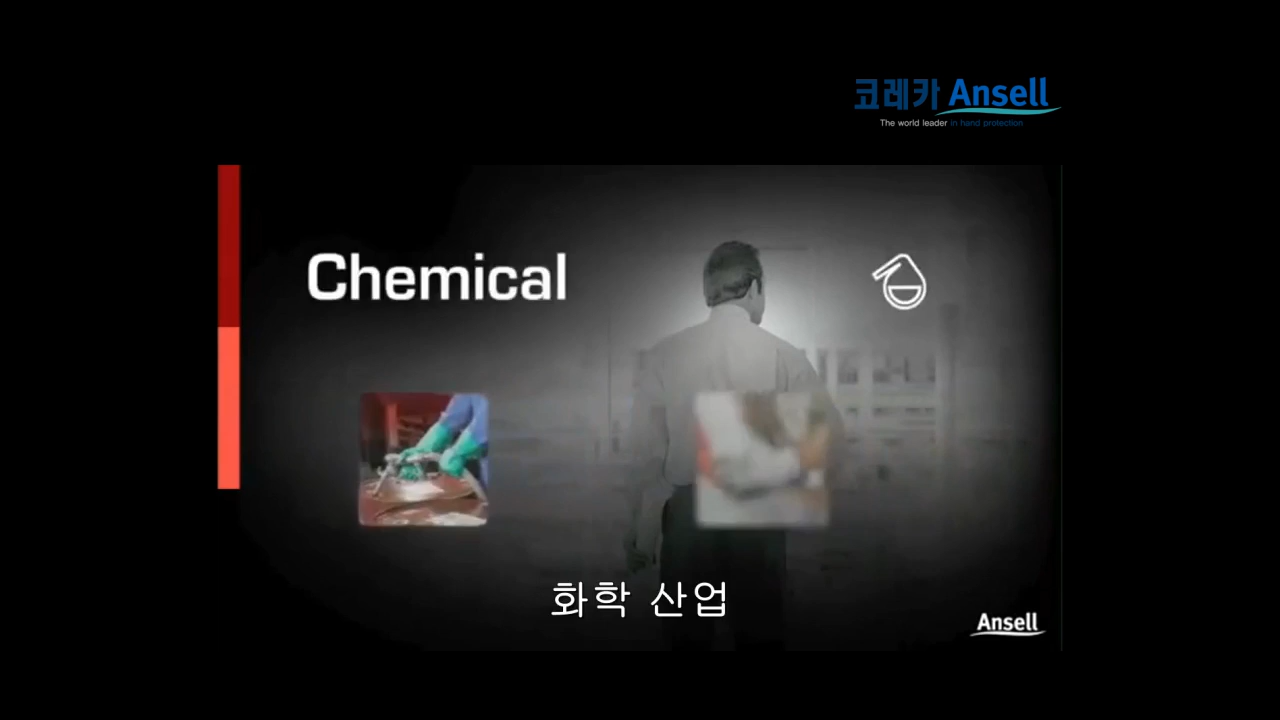 코레카 Ansell
The world leader in hand protection
Chemical
화학 산업
Ansell